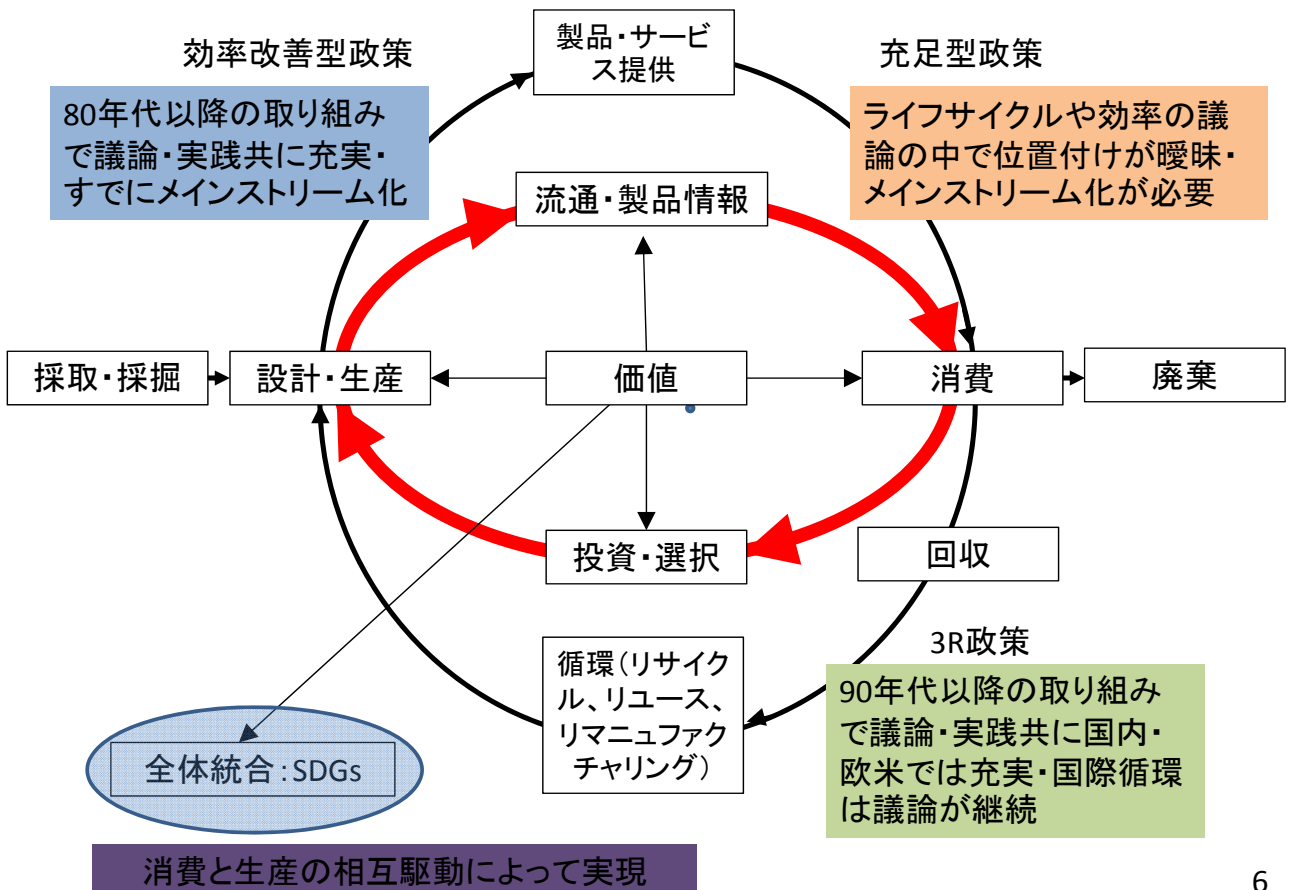 効率改善型政策
製品・サービ
ス提供
充足型政策
80年代以降の取り組み
で議論・実践共に充実・
すでにメインストリーム化
ライフサイクルや効率の議
論の中で位置付けが曖昧・
メインストリーム化が必要
流通・製品情報
採取・採掘
設計・生産
価値
消費
廃棄
投資・選択
回収
循環（リサイク
ル、リユース、
リマニュファク
チャリング）
3R政策
90年代以降の取り組み
で議論・実践共に国内・
欧米では充実・国際循環
は議論が継続
全体統合：SDGs
消費と生産の相互駆動によって実現
6